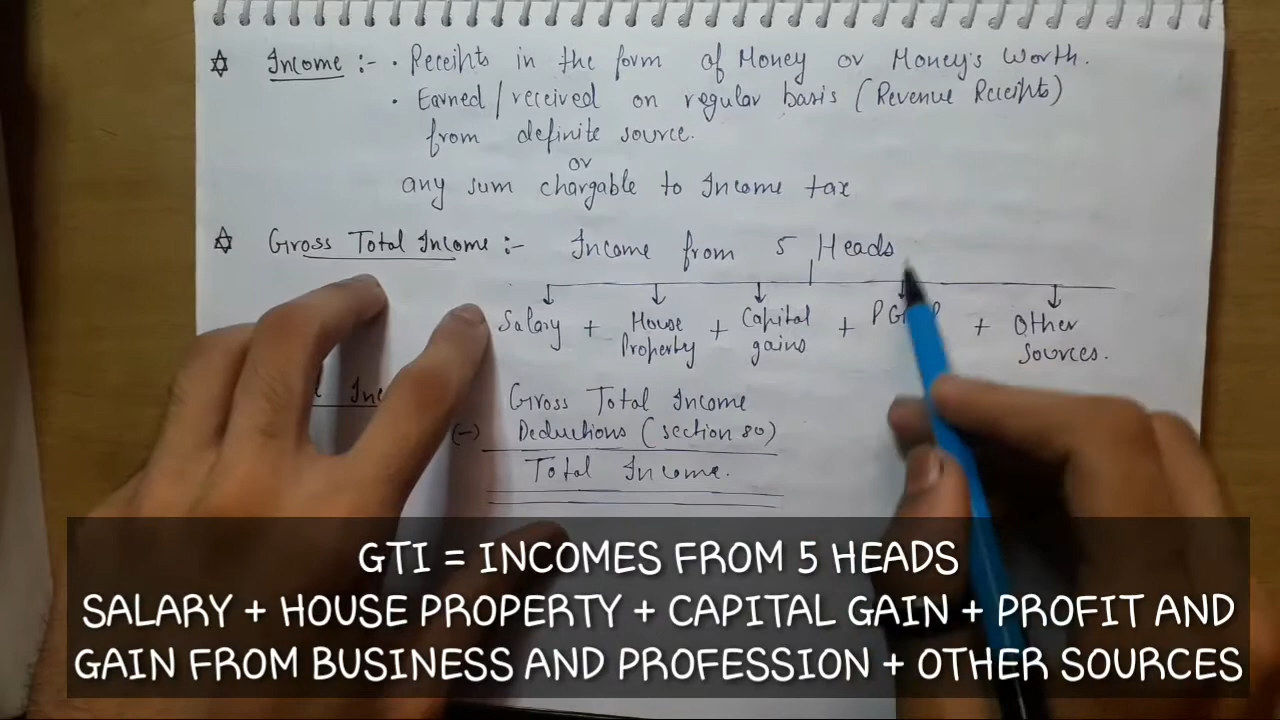 Income :- · Receipts in the form of Money or Money's Worth.
· Earned / received on regular basis (Revenue Receipts)
from definite source.
or
any sum chargable to Income tax
Gross Total Income :- Income from 5 Heads
Salary + House Property + Capital gains + + Other Sources.
Gross Total Income
(-) Deductions (section 80)
Total Income.
GTI = INCOMES FROM 5 HEADS
SALARY + HOUSE PROPERTY + CAPITAL GAIN + PROFIT AND
GAIN FROM BUSINESS AND PROFESSION + OTHER SOURCES